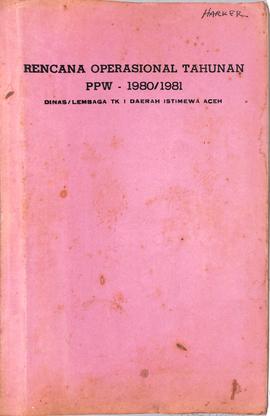 HARKER
RENCANA OPERASIONAL TAHUNAN
PPW - 1980/1981
DINAS/LEMBAGA TK I DAERAH ISTIMEWA ACEH